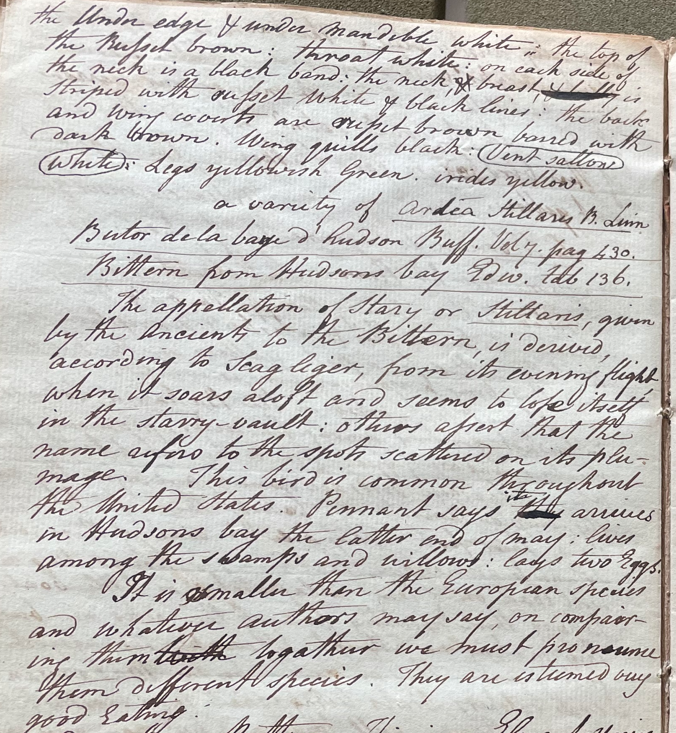 the Under edge & under mandible white; the top of
the Russet brown: throat white: on each side of
the neck is a black band: the neck & breast, is
striped with russet white & black lines: the back
and wing coverts are russet brown barred with
dark brown. Wing quills black: Vent sallow
White: Legs yellowish Green. irides yellow.
a variety of Ardea Stillaris B. Linn
Butor de la baye d'hudson Buff. Vol 7. pag 430.
Bittern from Hudsons bay Edw. tab 136.
The appellation of Stary or Stillaris, given
by the ancients to the Bittern, is derived,
according to Scagliger, from its evening flight
when it soars aloft and seems to lose itself
in the starry-vault: others assert that the
name refers to the spots scattered on its plu-
mage. This bird is common throughout
the United States. Pennant says it arrives
in Hudsons bay the latter end of may: lives
among the swamps and willows: lays two Eggs.
It is smaller than the European species
and whatever authors may say, on compair-
ing them togather we must pronounce
them different species. They are esteemed very
good Eating.